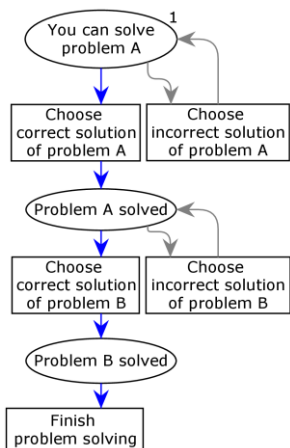 1
You can solve
problem A
Choose
correct solution
of problem A
Choose
incorrect solution
of problem A
Problem A solved
Choose
correct solution
of problem B
Choose
incorrect solution
of problem B
Problem B solved
Finish
problem solving